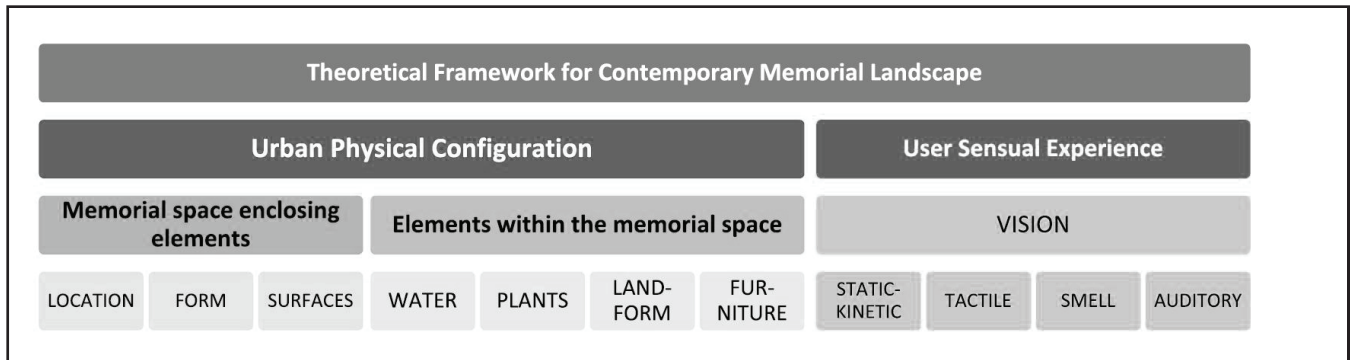 Theoretical Framework for Contemporary Memorial Landscape
Urban Physical Configuration
User Sensual Experience
Memorial space enclosing
elements
Elements within the memorial space
VISION
LOCATION
FORM
SURFACES
WATER
PLANTS
LAND-
FORM
FUR-
NITURE
STATIC-
KINETIC
TACTILE
SMELL
AUDITORY